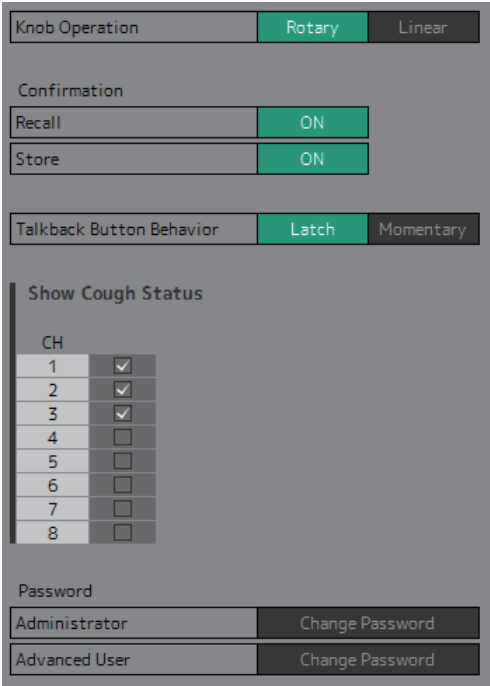 Knob Operation Rotary Linear
Confirmation
Recall ON
Store ON
Talkback Button Behavior Latch Momentary
Show Cough Status
CH
1
2
3
4
5
6
7
8
Password
Administrator Change Password
Advanced User Change Password